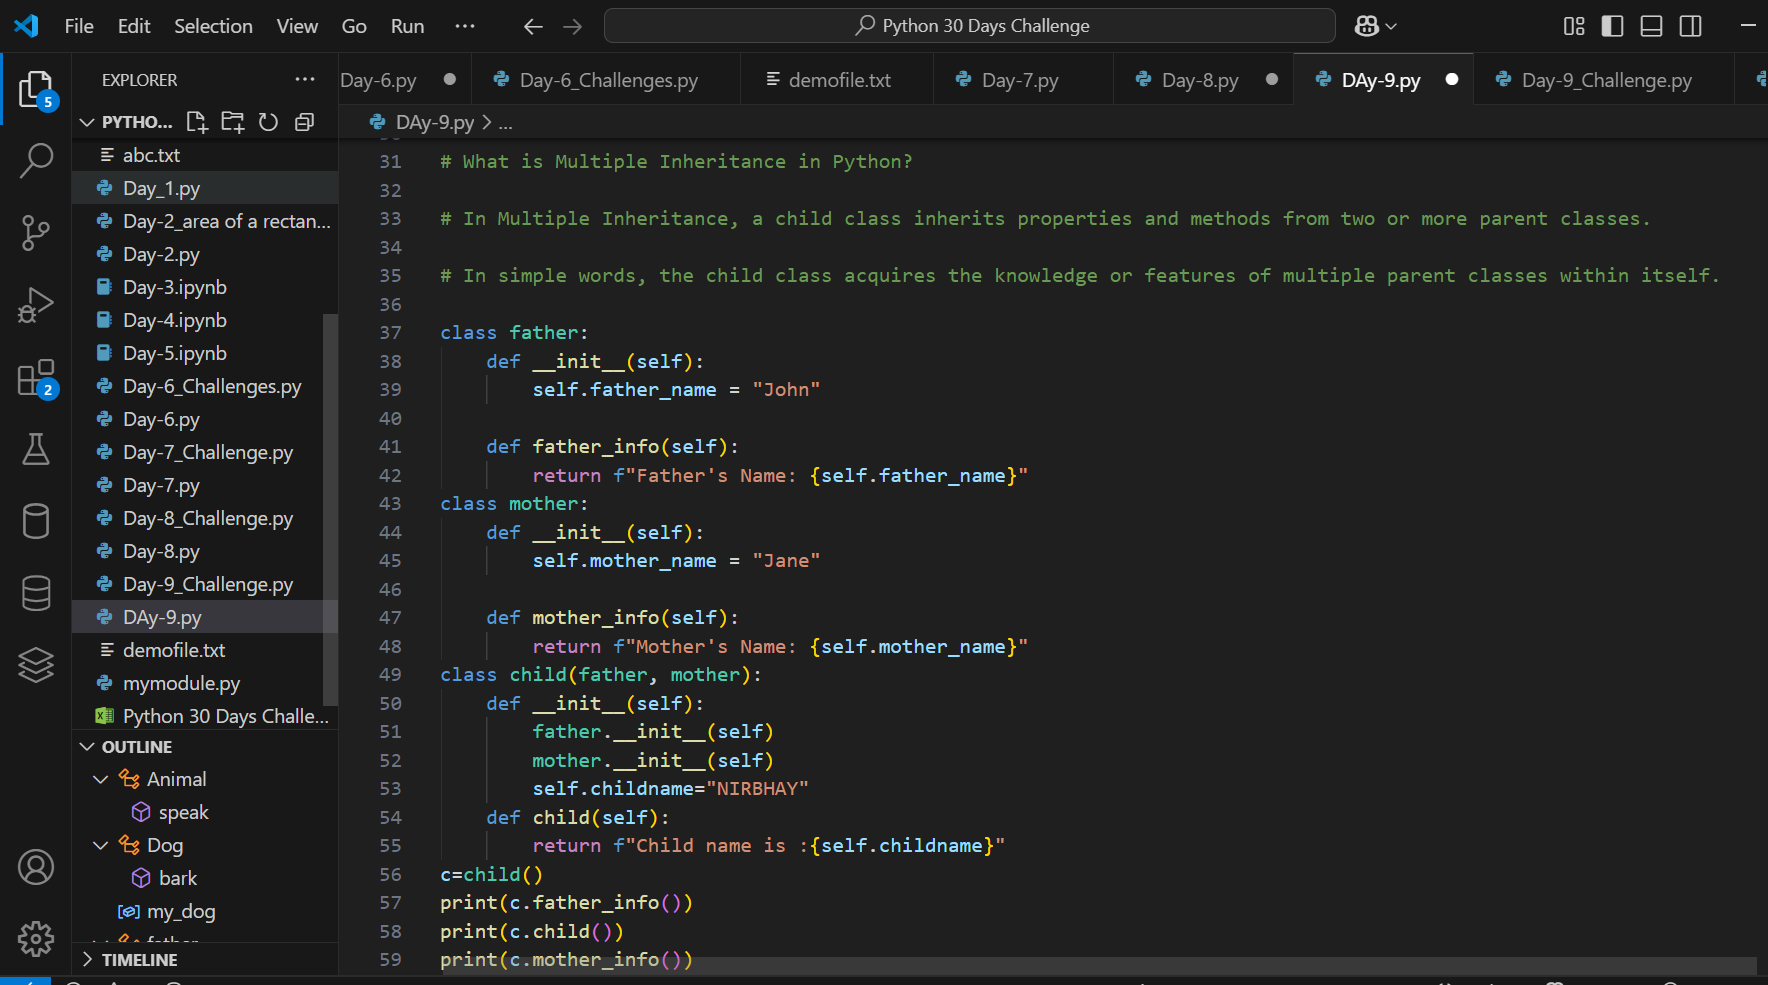 File Edit Selection View Go Run ··· Python 30 Days Challenge
EXPLORER ···
Day-6.py Day-6_Challenges.py demofile.txt Day-7.py Day-8.py DAy-9.py Day-9_Challenge.py
5
PYTHO...
DAy-9.py > ...
abc.txt
Day_1.py
Day-2_area of a rectan...
Day-2.py
Day-3.ipynb
Day-4.ipynb
Day-5.ipynb
2
Day-6_Challenges.py
Day-6.py
Day-7_Challenge.py
Day-7.py
Day-8_Challenge.py
Day-8.py
Day-9_Challenge.py
DAy-9.py
demofile.txt
mymodule.py
Python 30 Days Challe...
OUTLINE
Animal
speak
Dog
bark
my_dog
father
TIMELINE
31 # What is Multiple Inheritance in Python?
32
33 # In Multiple Inheritance, a child class inherits properties and methods from two or more parent classes.
34
35 # In simple words, the child class acquires the knowledge or features of multiple parent classes within itself.
36
37 class father:
38     def __init__(self):
39         self.father_name = "John"
40
41     def father_info(self):
42         return f"Father's Name: {self.father_name}"
43 class mother:
44     def __init__(self):
45         self.mother_name = "Jane"
46
47     def mother_info(self):
48         return f"Mother's Name: {self.mother_name}"
49 class child(father, mother):
50     def __init__(self):
51         father.__init__(self)
52         mother.__init__(self)
53         self.childname="NIRBHAY"
54     def child(self):
55         return f"Child name is :{self.childname}"
56 c=child()
57 print(c.father_info())
58 print(c.child())
59 print(c.mother_info())